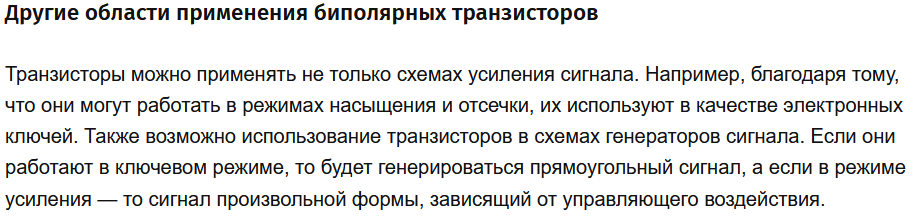 Другие области применения биполярных транзисторов
Транзисторы можно применять не только схемах усиления сигнала. Например, благодаря тому,
что они могут работать в режимах насыщения и отсечки, их используют в качестве электронных
ключей. Также возможно использование транзисторов в схемах генераторов сигнала. Если они
работают в ключевом режиме, то будет генерироваться прямоугольный сигнал, а если в режиме
усиления — то сигнал произвольной формы, зависящий от управляющего воздействия.